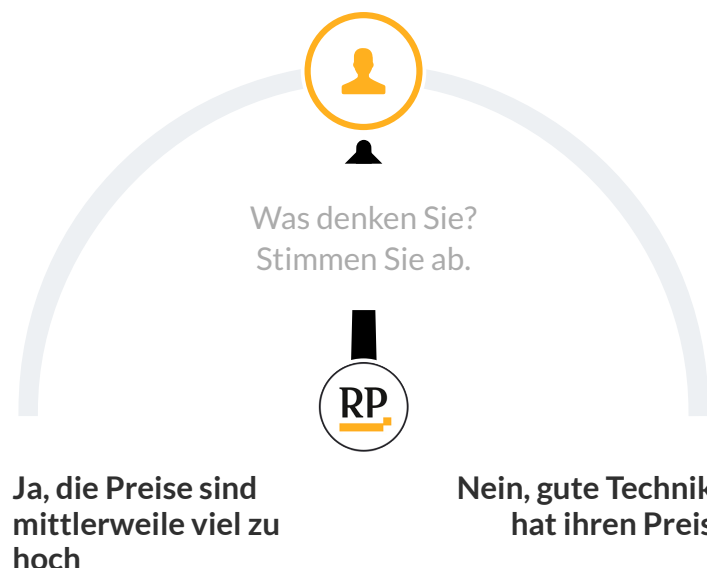 Was denken Sie?
Stimmen Sie ab.
RP
Ja, die Preise sind
mittlerweile viel zu
hoch
Nein, gute Technik
hat ihren Preis